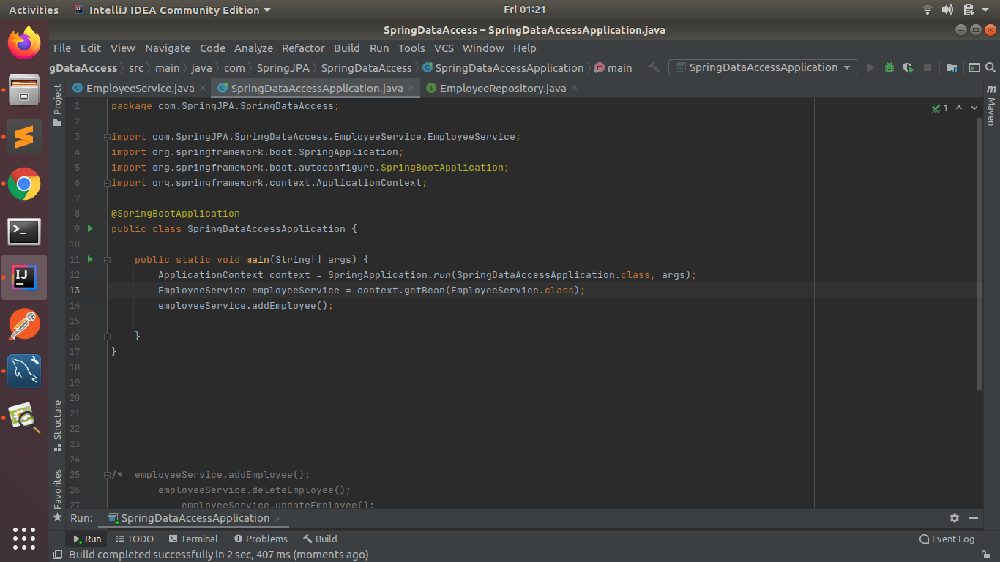 Activities IntelliJ IDEA Community Edition Fri 01:21
SpringDataAccess – SpringDataAccessApplication.java
File Edit View Navigate Code Analyze Refactor Build Run Tools VCS Window Help
gDataAccess src main java com SpringJPA SpringDataAccess SpringDataAccessApplication m main SpringDataAccessApplication
EmployeeService.java SpringDataAccessApplication.java EmployeeRepository.java
Project
Structure
Favorites
m Maven
1
1 package com.SpringJPA.SpringDataAccess;
2
3 import com.SpringJPA.SpringDataAccess.EmployeeService.EmployeeService;
4 import org.springframework.boot.SpringApplication;
5 import org.springframework.boot.autoconfigure.SpringBootApplication;
6 import org.springframework.context.ApplicationContext;
7
8 @SpringBootApplication
9 public class SpringDataAccessApplication {
10
11 public static void main(String[] args) {
12 ApplicationContext context = SpringApplication.run(SpringDataAccessApplication.class, args);
13 EmployeeService employeeService = context.getBean(EmployeeService.class);
14 employeeService.addEmployee();
15
16 }
17 }
18
19
20
21
22
23
24
25 /* employeeService.addEmployee();
26 employeeService.deleteEmployee();
27 employeeService.updateEmployee();
Run: SpringDataAccessApplication
Run TODO Terminal Problems Build Event Log
Build completed successfully in 2 sec, 407 ms (moments ago)